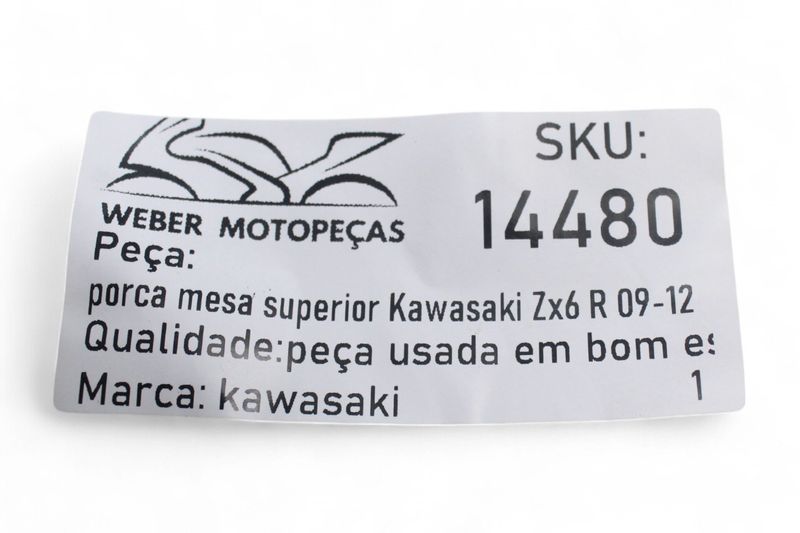 WEBER MOTOPEÇAS
SKU:
14480
Peça:
porca mesa superior Kawasaki Zx6 R 09-12
Qualidade:peça usada em bom es
Marca: kawasaki
1